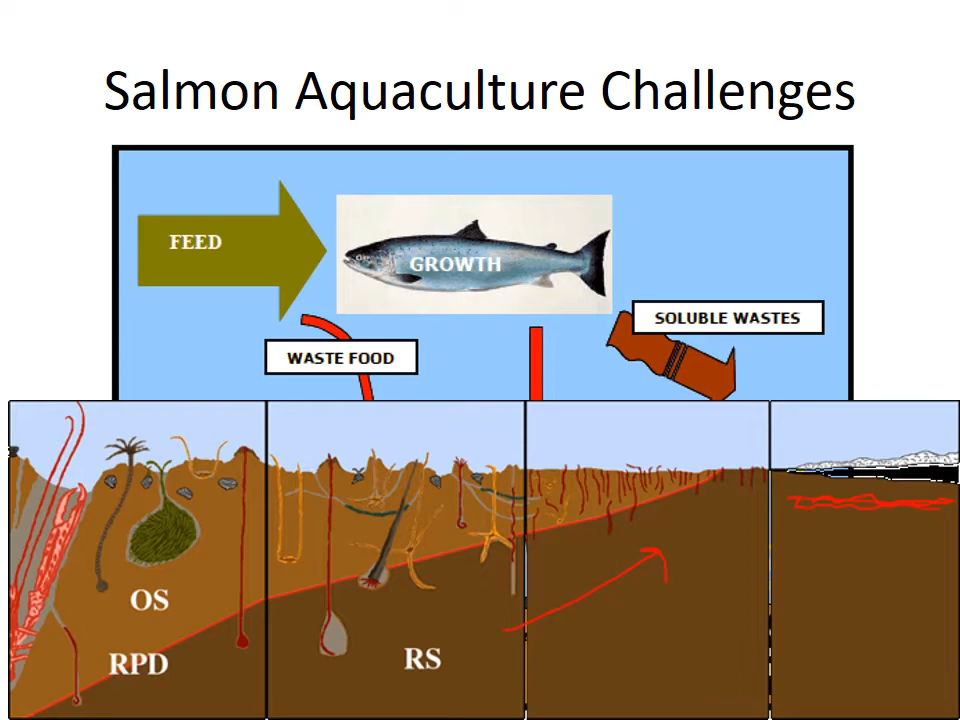 Salmon Aquaculture Challenges
FEED
GROWTH
SOLUBLE WASTES
WASTE FOOD
OS
RPD
RS